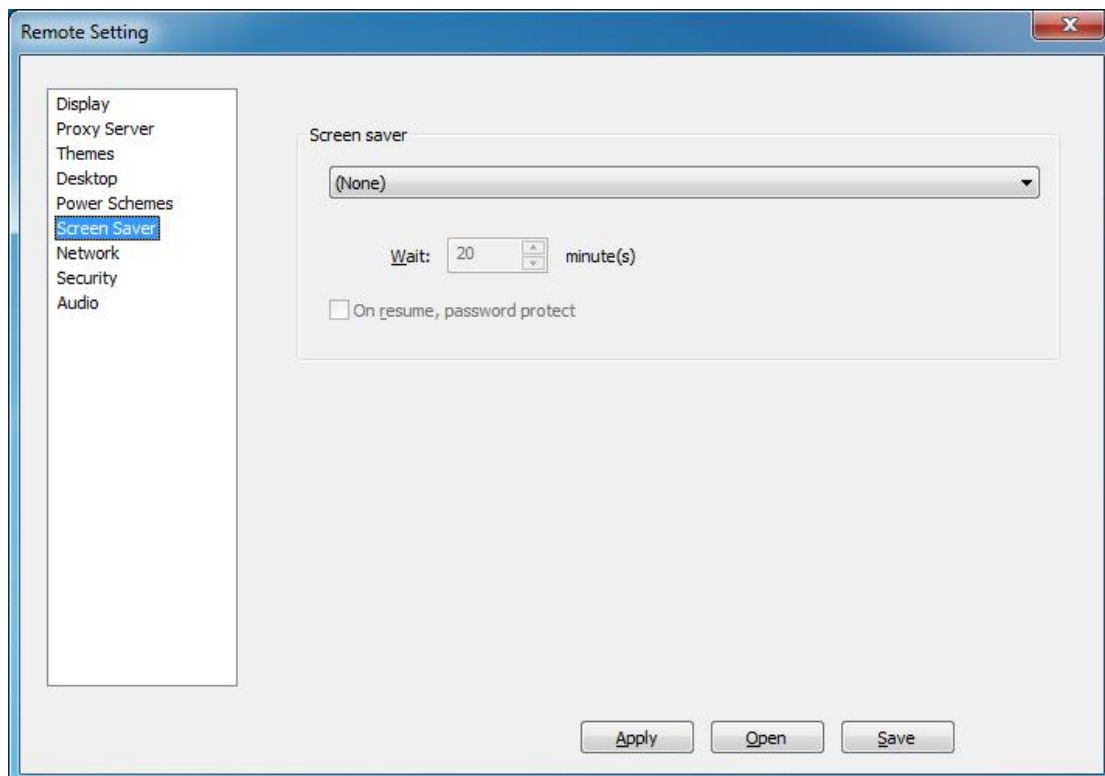 Remote Setting
Display
Proxy Server
Themes
Desktop
Power Schemes
Screen Saver
Network
Security
Audio
Screen saver
(None)
Wait: 20 minute(s)
On resume, password protect
Apply Open Save